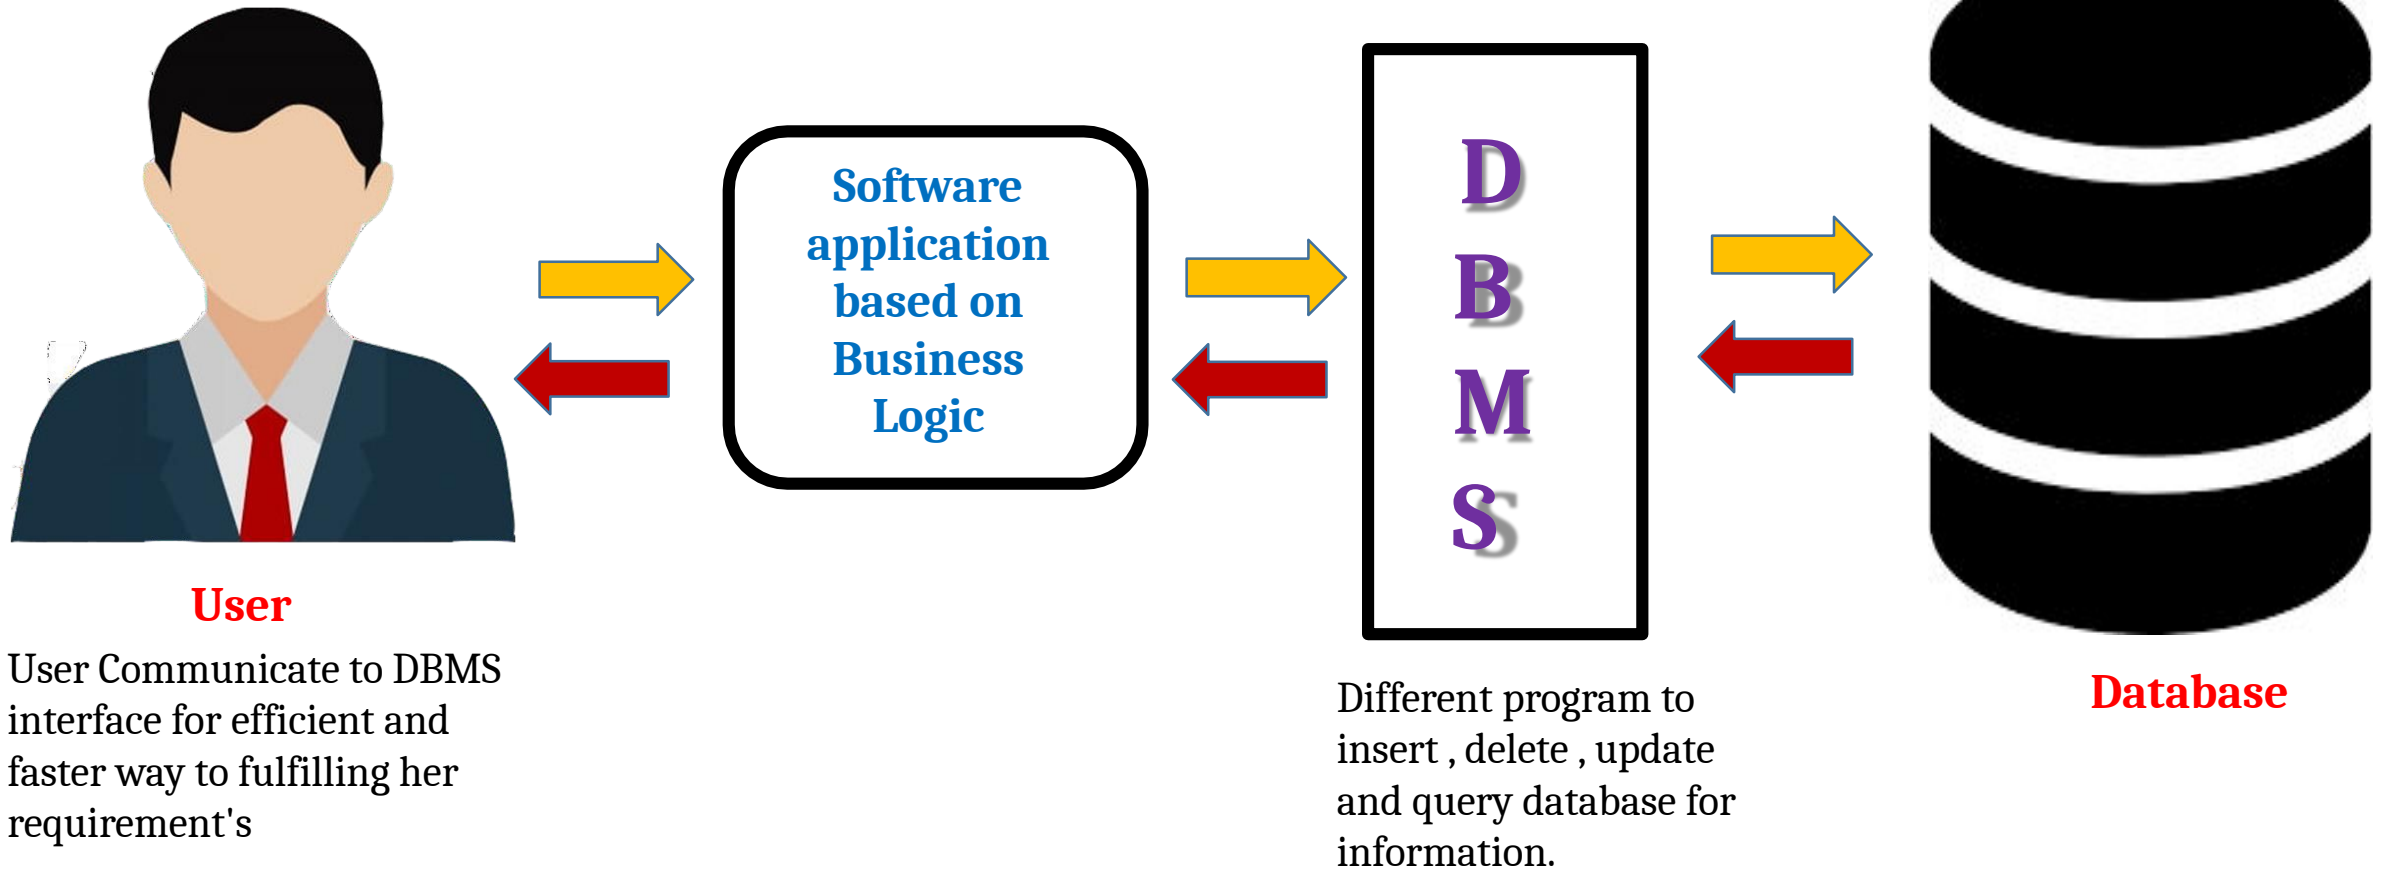 Software
application
based on
Business
Logic
D
B
M
S
User
User Communicate to DBMS
interface for efficient and
faster way to fulfilling her
requirement's
Different program to
insert , delete , update
and query database for
information.
Database